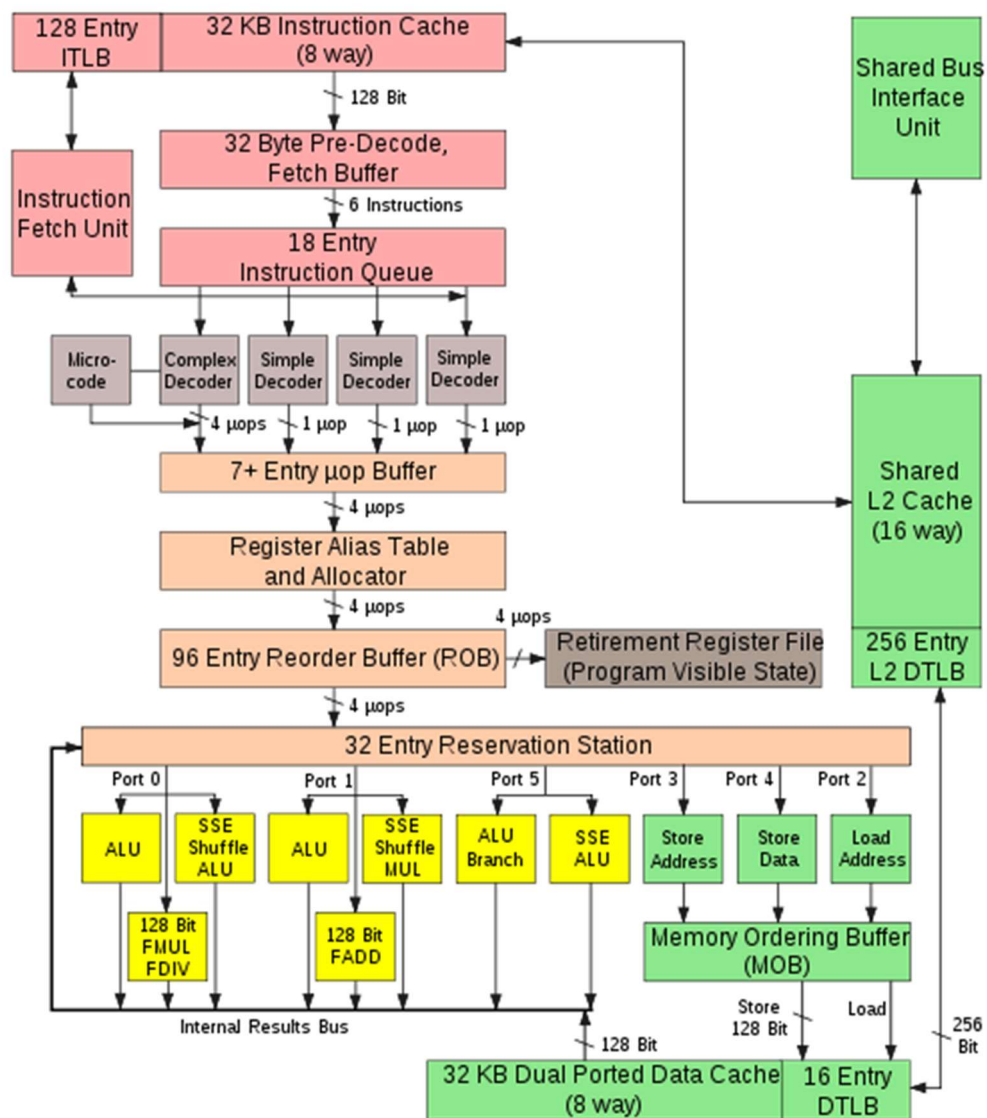 128 Entry
ITLB
32 KB Instruction Cache
(8 way)
128 Bit
32 Byte Pre-Decode,
Fetch Buffer
Instruction
Fetch Unit
6 Instructions
18 Entry
Instruction Queue
Micro-
code
Complex
Decoder
Simple
Decoder
Simple
Decoder
Simple
Decoder
4 µops
1 µop
1 µop
1 µop
7+ Entry µop Buffer
4 µops
Register Alias Table
and Allocator
4 µops
4 µops
96 Entry Reorder Buffer (ROB)
Retirement Register File
(Program Visible State)
4 µops
32 Entry Reservation Station
Port 0
Port 1
Port 5
Port 3
Port 4
Port 2
ALU
SSE
Shuffle
ALU
ALU
SSE
Shuffle
MUL
ALU
Branch
SSE
ALU
Store
Address
Store
Data
Load
Address
128 Bit
FMUL
FDIV
128 Bit
FADD
Memory Ordering Buffer
(MOB)
Internal Results Bus
Store
128 Bit
Load
128 Bit
256
Bit
32 KB Dual Ported Data Cache
(8 way)
16 Entry
DTLB
Shared Bus
Interface
Unit
Shared
L2 Cache
(16 way)
256 Entry
L2 DTLB